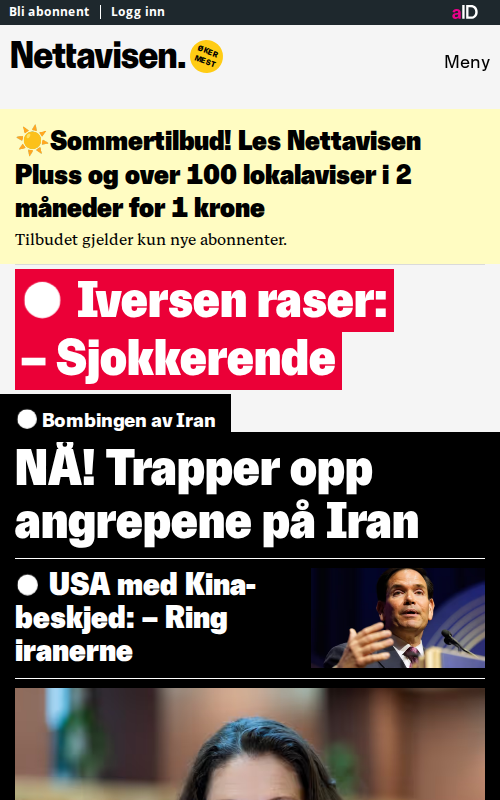 Bli abonnent | Logg inn
aID
Nettavisen.
ØKER
MEST
Meny
☀️Sommertilbud! Les Nettavisen
Pluss og over 100 lokalaviser i 2
måneder for 1 krone
Tilbudet gjelder kun nye abonnenter.
Iversen raser:
– Sjokkerende
Bombingen av Iran
NÅ! Trapper opp
angrepene på Iran
USA med Kina-
beskjed: – Ring
iranerne